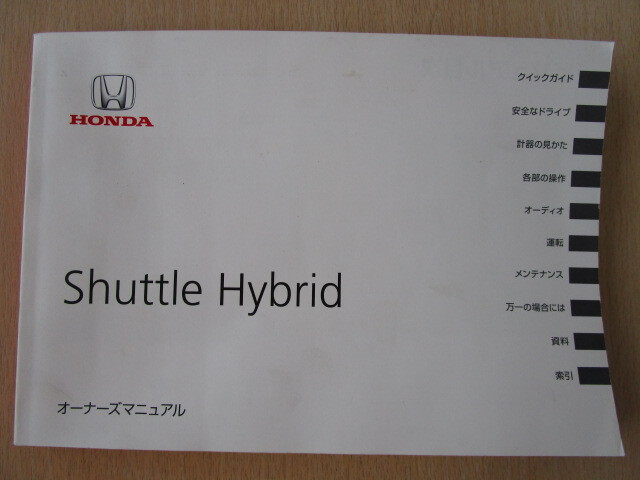 HONDA
Shuttle Hybrid
オーナーズマニュアル
クイックガイド
安全なドライブ
計器の見かた
各部の操作
オーディオ
運転
メンテナンス
万一の場合には
資料
索引